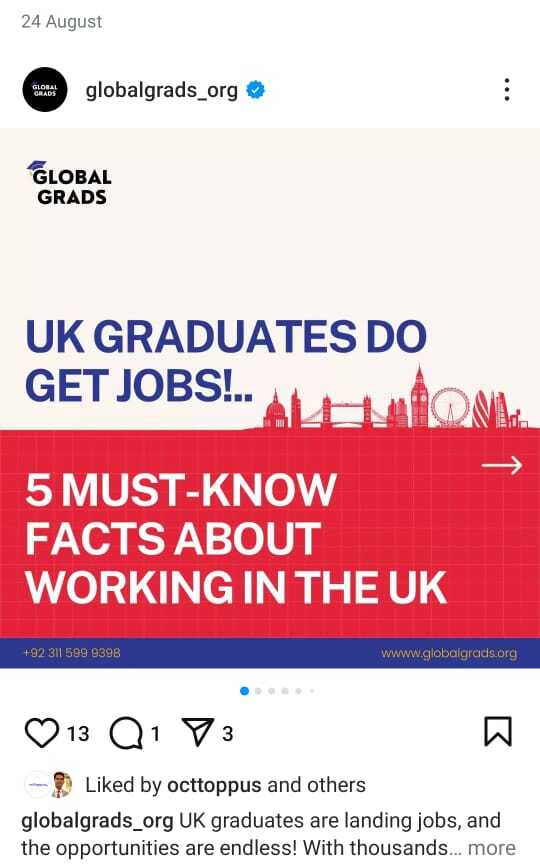 24 August
GLOBAL
GRADS
globalgrads_org
GLOBAL
GRADS
UK GRADUATES DO
GET JOBS!..
5 MUST-KNOW
FACTS ABOUT
WORKING IN THE UK
+92 311 599 9398
wwww.globalgrads.org
13
1
3
Liked by octtoppus and others
globalgrads_org UK graduates are landing jobs, and
the opportunities are endless! With thousands... more